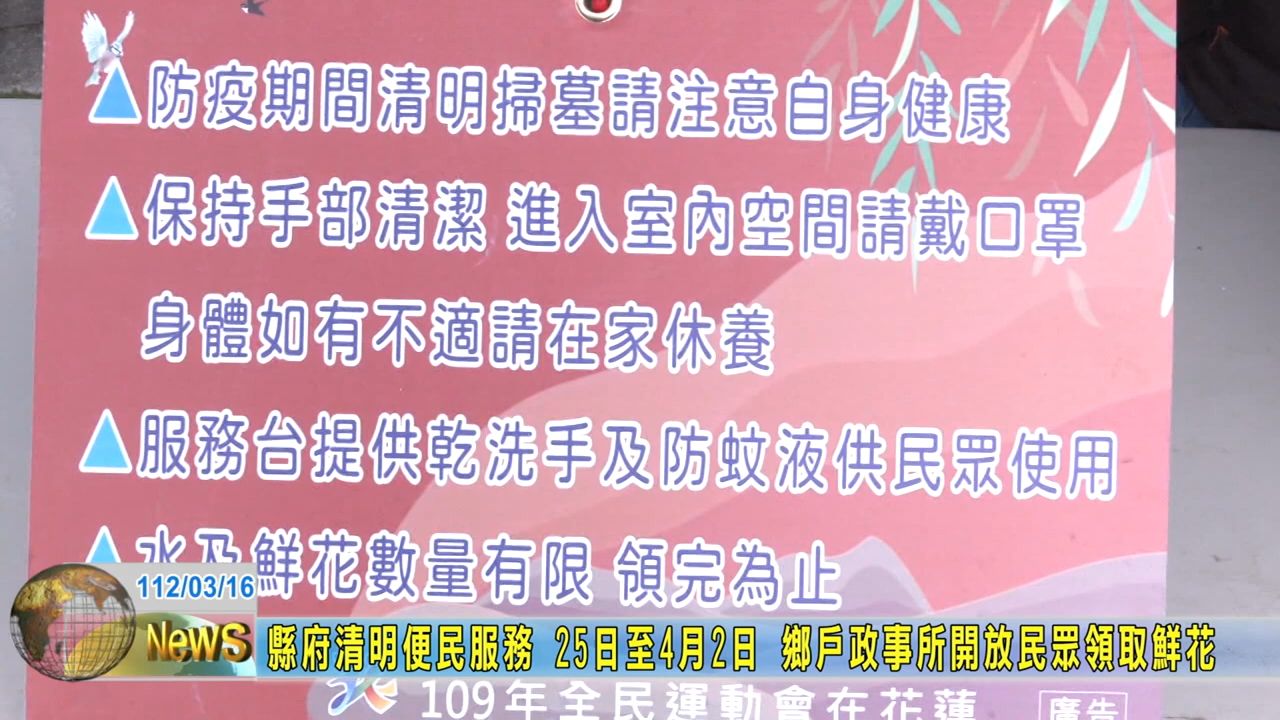 ▲防疫期間清明掃墓請注意自身健康
▲保持手部清潔 進入室內空間請戴口罩
身體如有不適請在家休養
▲服務台提供乾洗手及防蚊液供民眾使用
▲水及鮮花數量有限 領完為止
112/03/16
NewS
縣府清明便民服務 25日至4月2日 鄉戶政事所開放民眾領取鮮花
109年全民運動會在花蓮
廣告